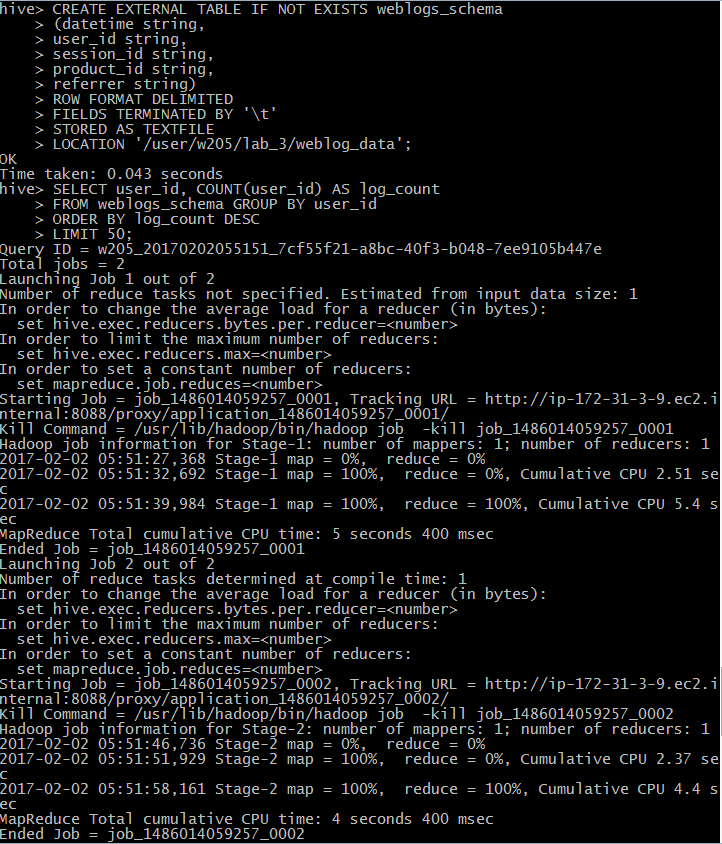 hive> CREATE EXTERNAL TABLE IF NOT EXISTS weblogs_schema
    > (datetime string,
    > user_id string,
    > session_id string,
    > product_id string,
    > referrer string)
    > ROW FORMAT DELIMITED
    > FIELDS TERMINATED BY '\t'
    > STORED AS TEXTFILE
    > LOCATION '/user/w205/lab_3/weblog_data';
OK
Time taken: 0.043 seconds
hive> SELECT user_id, COUNT(user_id) AS log_count
    > FROM weblogs_schema GROUP BY user_id
    > ORDER BY log_count DESC
    > LIMIT 50;
Query ID = w205_20170202055151_7cf55f21-a8bc-40f3-b048-7ee9105b447e
Total jobs = 2
Launching Job 1 out of 2
Number of reduce tasks not specified. Estimated from input data size: 1
In order to change the average load for a reducer (in bytes):
  set hive.exec.reducers.bytes.per.reducer=<number>
In order to limit the maximum number of reducers:
  set hive.exec.reducers.max=<number>
In order to set a constant number of reducers:
  set mapreduce.job.reduces=<number>
Starting Job = job_1486014059257_0001, Tracking URL = http://ip-172-31-3-9.ec2.i
nternal:8088/proxy/application_1486014059257_0001/
Kill Command = /usr/lib/hadoop/bin/hadoop job  -kill job_1486014059257_0001
Hadoop job information for Stage-1: number of mappers: 1; number of reducers: 1
2017-02-02 05:51:27,368 Stage-1 map = 0%,  reduce = 0%
2017-02-02 05:51:32,692 Stage-1 map = 100%,  reduce = 0%, Cumulative CPU 2.51 se
c
2017-02-02 05:51:39,984 Stage-1 map = 100%,  reduce = 100%, Cumulative CPU 5.4 s
ec
MapReduce Total cumulative CPU time: 5 seconds 400 msec
Ended Job = job_1486014059257_0001
Launching Job 2 out of 2
Number of reduce tasks determined at compile time: 1
In order to change the average load for a reducer (in bytes):
  set hive.exec.reducers.bytes.per.reducer=<number>
In order to limit the maximum number of reducers:
  set hive.exec.reducers.max=<number>
In order to set a constant number of reducers:
  set mapreduce.job.reduces=<number>
Starting Job = job_1486014059257_0002, Tracking URL = http://ip-172-31-3-9.ec2.i
nternal:8088/proxy/application_1486014059257_0002/
Kill Command = /usr/lib/hadoop/bin/hadoop job  -kill job_1486014059257_0002
Hadoop job information for Stage-2: number of mappers: 1; number of reducers: 1
2017-02-02 05:51:46,736 Stage-2 map = 0%,  reduce = 0%
2017-02-02 05:51:51,929 Stage-2 map = 100%,  reduce = 0%, Cumulative CPU 2.37 se
c
2017-02-02 05:51:58,161 Stage-2 map = 100%,  reduce = 100%, Cumulative CPU 4.4 s
ec
MapReduce Total cumulative CPU time: 4 seconds 400 msec
Ended Job = job_1486014059257_0002